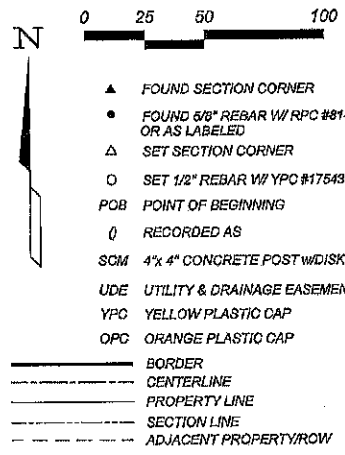 N
0 25 50 100
▲ FOUND SECTION CORNER
● FOUND 5/8" REBAR W/ RPC #81
OR AS LABELED
△ SET SECTION CORNER
○ SET 1/2" REBAR W/ YPC #17543
POB POINT OF BEGINNING
() RECORDED AS
SCM 4"x 4" CONCRETE POST w/DISK
UDE UTILITY & DRAINAGE EASEMEN
YPC YELLOW PLASTIC CAP
OPC ORANGE PLASTIC CAP
BORDER
CENTERLINE
PROPERTY LINE
SECTION LINE
ADJACENT PROPERTY/ROW